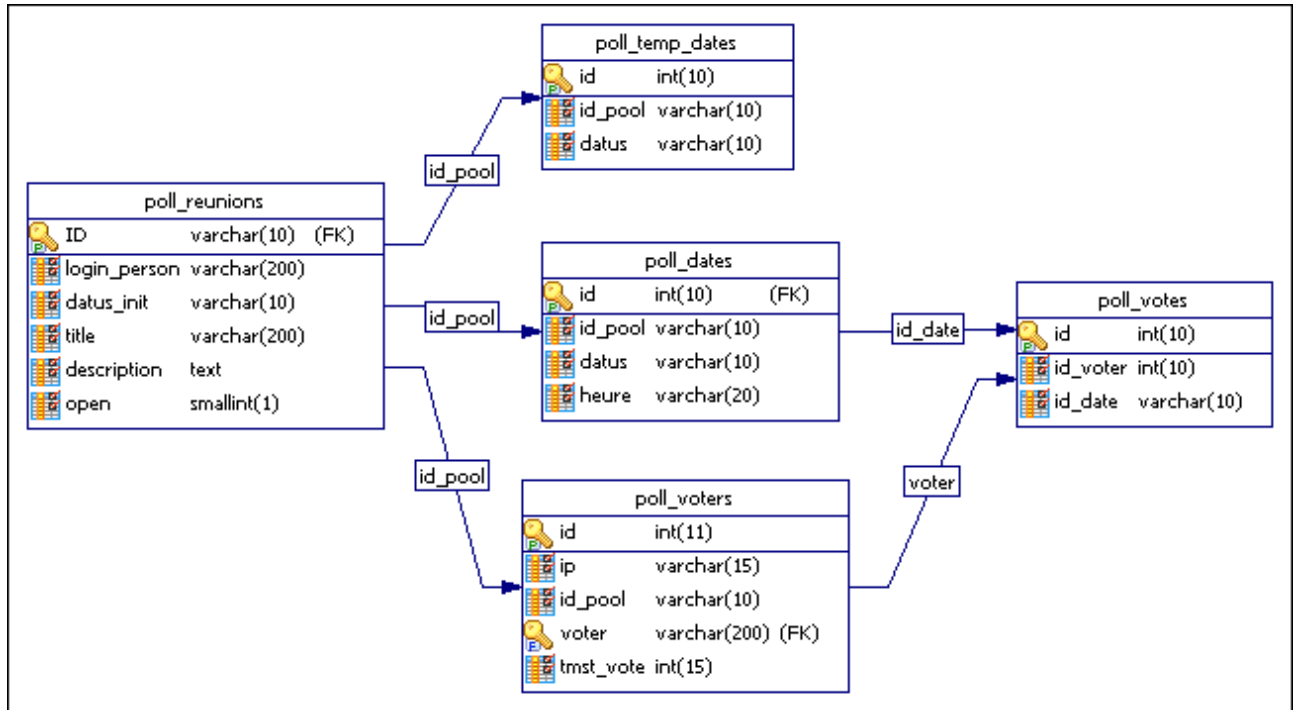 poll_temp_dates
id int(10)
id_pool varchar(10)
datus varchar(10)
id_pool
poll_reunions
ID varchar(10) (FK)
login_person varchar(200)
datus_init varchar(10)
title varchar(200)
description text
open smallint(1)
id_pool
poll_dates
id int(10) (FK)
id_pool varchar(10)
datus varchar(10)
heure varchar(20)
id_date
poll_votes
id int(10)
id_voter int(10)
id_date varchar(10)
id_pool
poll_voters
id int(11)
ip varchar(15)
id_pool varchar(10)
voter varchar(200) (FK)
tmst_vote int(15)
voter